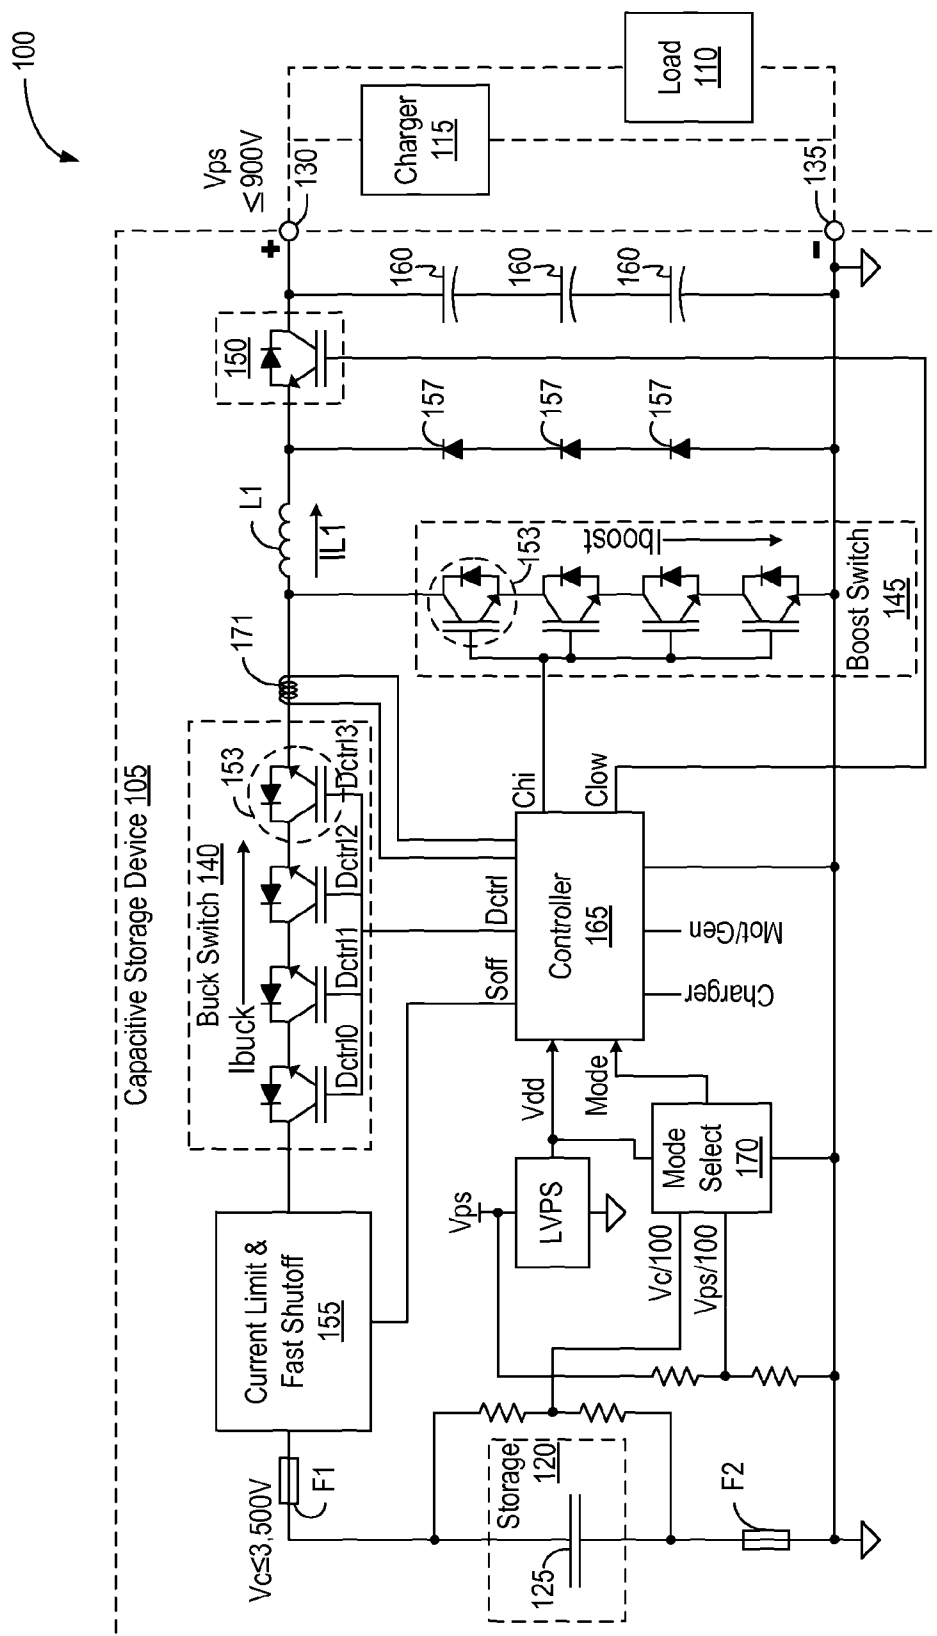 100
Capacitive Storage Device 105
Vc≤3,500V
F1
Current Limit &
Fast Shutoff
155
Buck Switch 140
Ibuck
153
Dctrl0
Dctrl1
Dctrl2
Dctrl3
171
L1
IL1
150
Vps
≤900V
+
130
Charger
115
Load
110
Storage
120
125
F2
Vps
LVPS
Vdd
Vc/100
Vps/100
Mode
Select
170
Mode
Soff
Dctrl
Controller
165
Chi
Clow
Charger
Mot/Gen
153
Iboost
Boost Switch
145
157
157
157
160
160
160
-
135